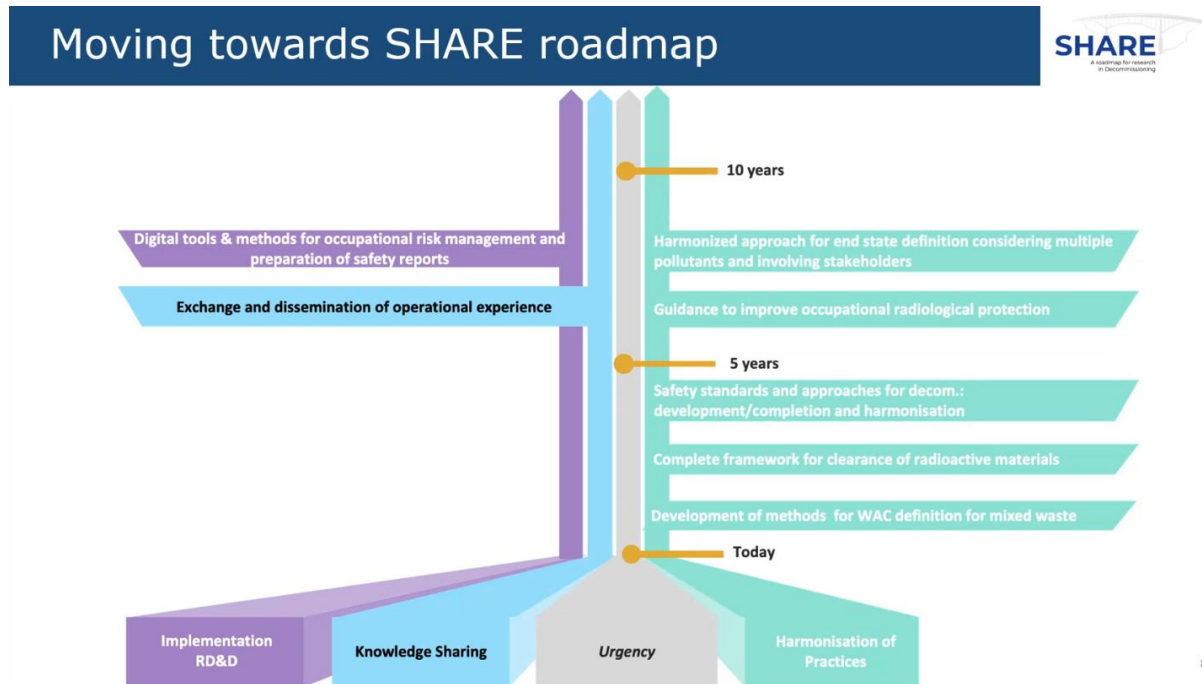 Moving towards SHARE roadmap
SHARE
A roadmap for research
in Decommissioning
10 years
Digital tools & methods for occupational risk management and
preparation of safety reports
Harmonized approach for end state definition considering multiple
pollutants and involving stakeholders
Exchange and dissemination of operational experience
Guidance to improve occupational radiological protection
5 years
Safety standards and approaches for decom.:
development/completion and harmonisation
Complete framework for clearance of radioactive materials
Development of methods for WAC definition for mixed waste
Today
Implementation
RD&D
Knowledge Sharing
Urgency
Harmonisation of
Practices